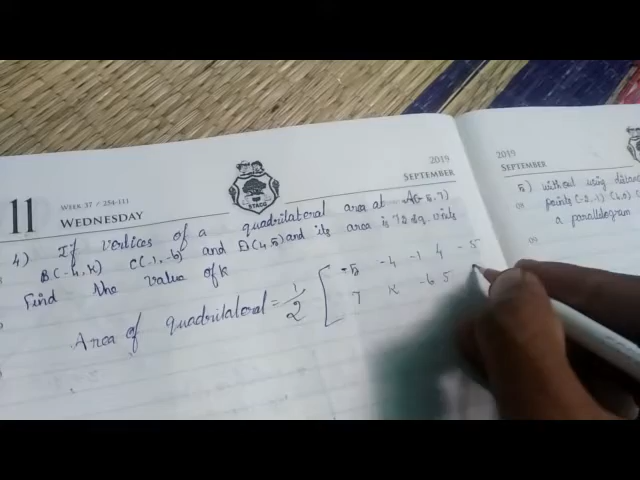 11
WEEK 37 / 254-111
WEDNESDAY
STACO
2019
SEPTEMBER
4) If vertices of a quadrilateral area at A(-5,7)
B(-4,k) C(-1,-6) and D(4,5) and its area is 72 sq. units
Find the value of k
Area of quadrilateral = 1/2 [ -5 -4 -1 4 -5
7 k -6 5
2019
SEPTEMBER
5) without using distance
09 points (-2,-1)
a parallelogram
09